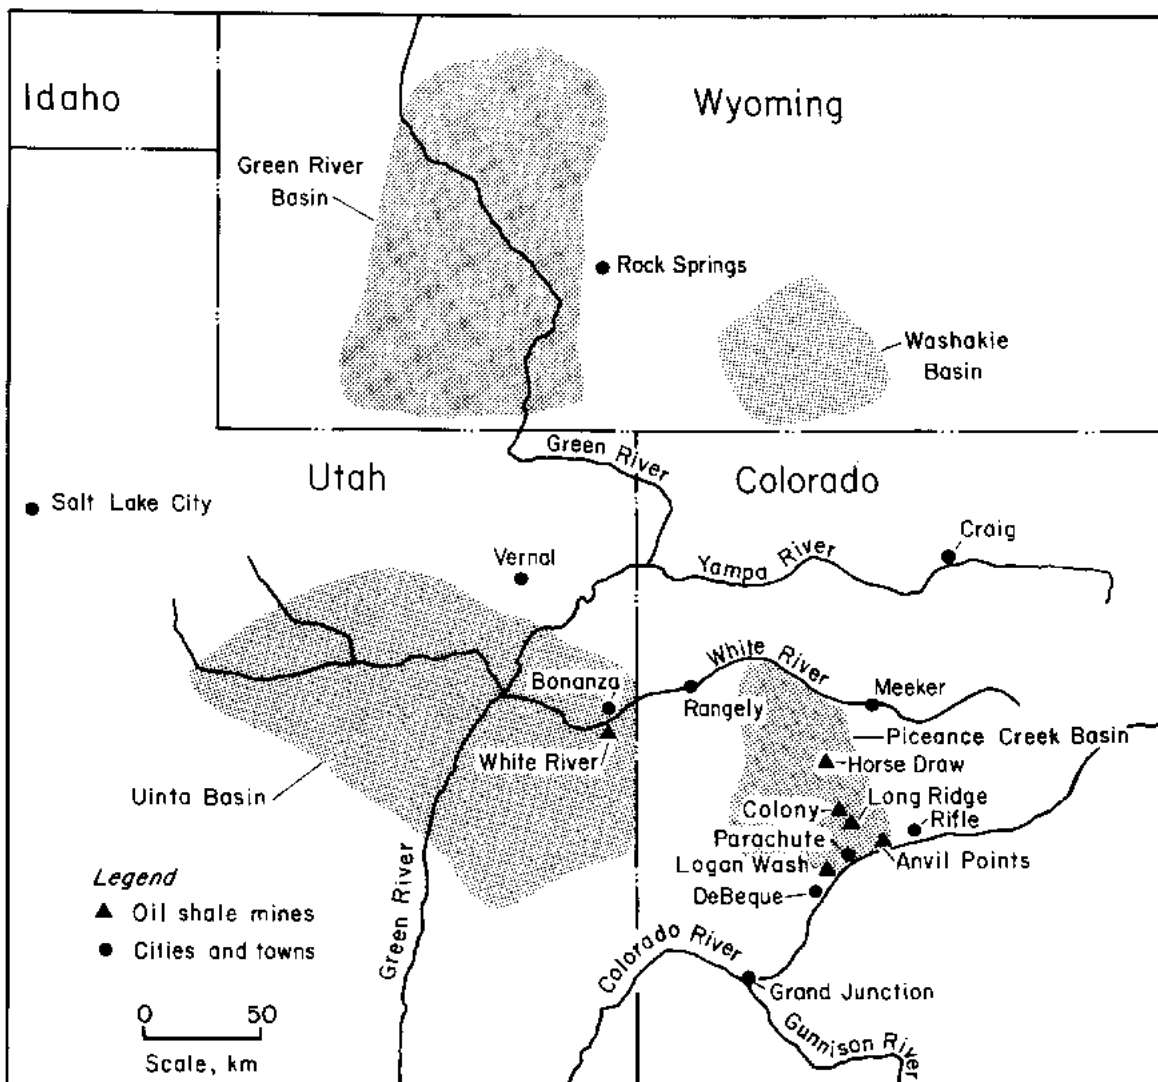 Idaho
Wyoming
Green River
Basin
Rock Springs
Washakie
Basin
Green River
Utah
Colorado
Salt Lake City
Vernal
Yampa River
Craig
White River
Bonanza
Rangely
Meeker
White River
Piceance Creek Basin
Horse Draw
Uinta Basin
Colony
Long Ridge
Rifle
Parachute
Logan Wash
Anvil Points
DeBeque
Legend
Oil shale mines
Cities and towns
Green River
Colorado River
Grand Junction
Gunnison River
0 50
Scale, km